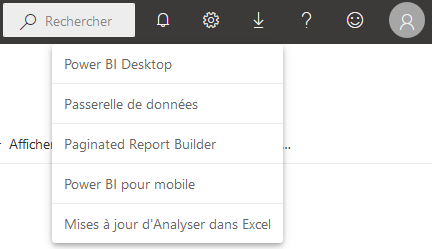 Rechercher
Power BI Desktop
Passerelle de données
Afficher
Paginated Report Builder
...
Power BI pour mobile
Mises à jour d'Analyser dans Excel